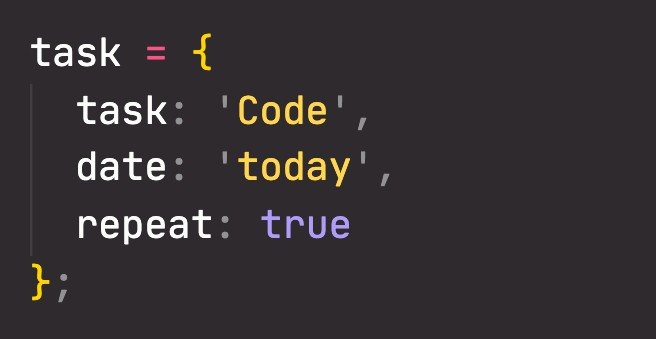 task = {
  task: 'Code',
  date: 'today',
  repeat: true
};